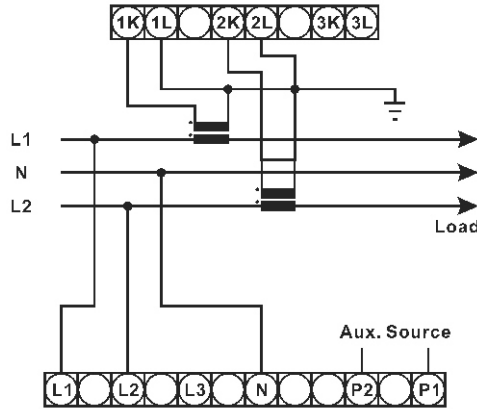 1K 1L 2K 2L 3K 3L
L1
N
L2
Load
Aux. Source
L1 L2 L3 N P2 P1